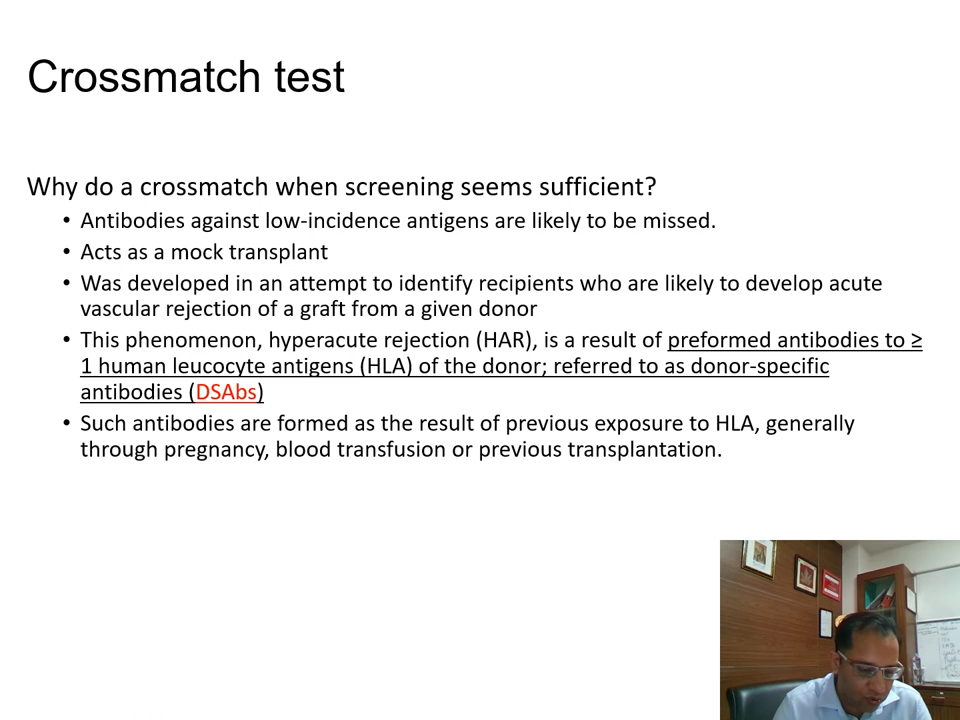 Crossmatch test
Why do a crossmatch when screening seems sufficient?
• Antibodies against low-incidence antigens are likely to be missed.
• Acts as a mock transplant
• Was developed in an attempt to identify recipients who are likely to develop acute
vascular rejection of a graft from a given donor
• This phenomenon, hyperacute rejection (HAR), is a result of preformed antibodies to ≥
1 human leucocyte antigens (HLA) of the donor; referred to as donor-specific
antibodies (DSAbs)
• Such antibodies are formed as the result of previous exposure to HLA, generally
through pregnancy, blood transfusion or previous transplantation.